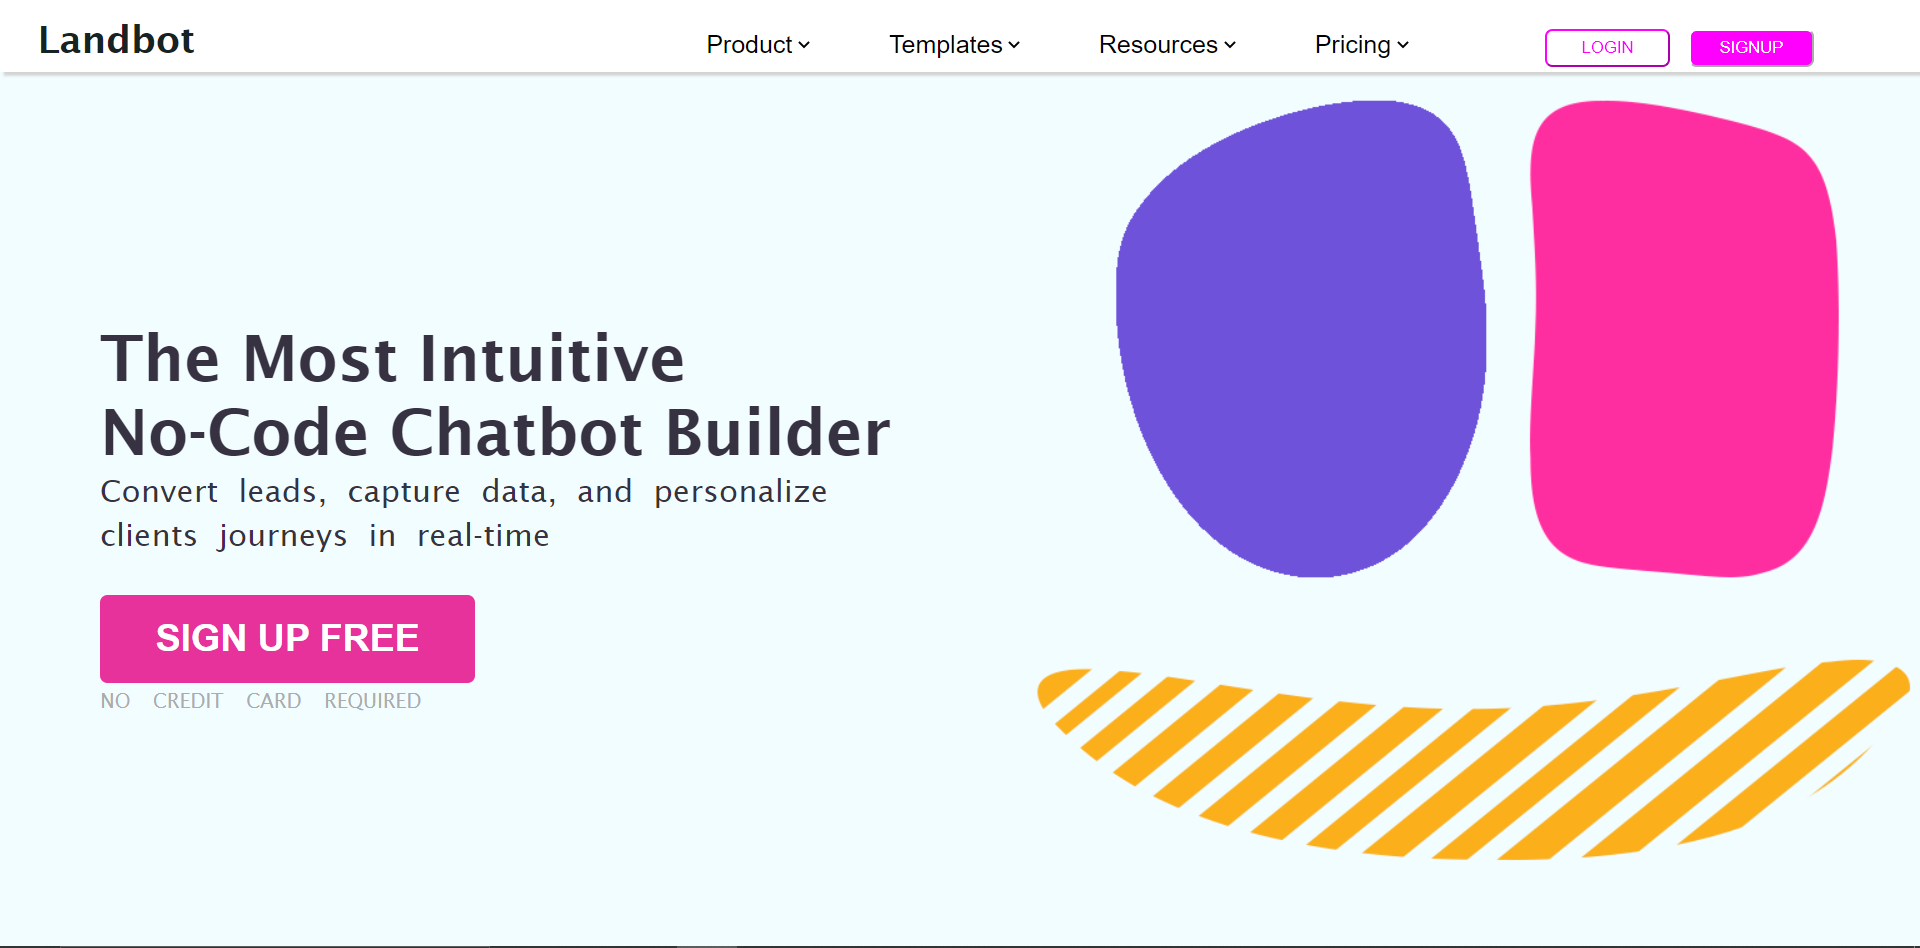 Landbot
Product
Templates
Resources
Pricing
LOGIN
SIGNUP
The Most Intuitive
No-Code Chatbot Builder
Convert leads, capture data, and personalize
clients journeys in real-time
SIGN UP FREE
NO CREDIT CARD REQUIRED